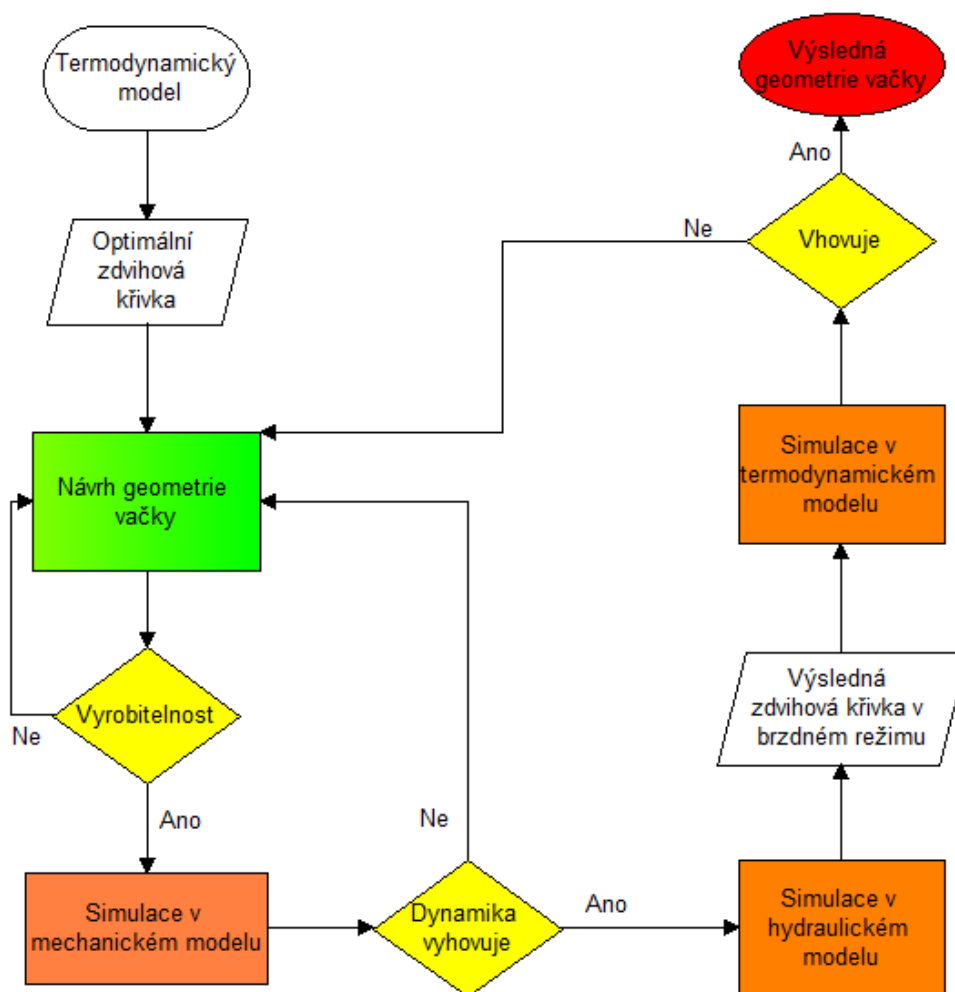 Termodynamický
model
Optimální
zdvihová
křivka
Návrh geometrie
vačky
Vyrobitelnost
Ne
Ano
Simulace v
mechanickém modelu
Dynamika
vyhovuje
Ne
Ano
Simulace v
hydraulickém
modelu
Výsledná
zdvihová křivka v
brzdném režimu
Simulace v
termodynamickém
modelu
Vhovuje
Ne
Ano
Výsledná
geometrie vačky